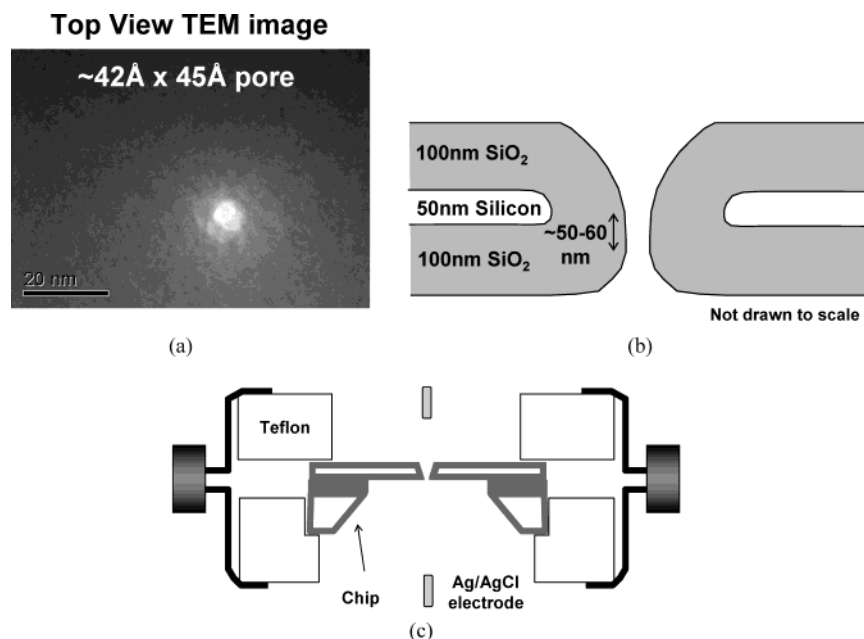 Top View TEM image
~42Å x 45Å pore
20 nm
(a)
100nm SiO₂
50nm Silicon
~50-60
nm
100nm SiO₂
Not drawn to scale
(b)
Teflon
Chip
Ag/AgCl
electrode
(c)